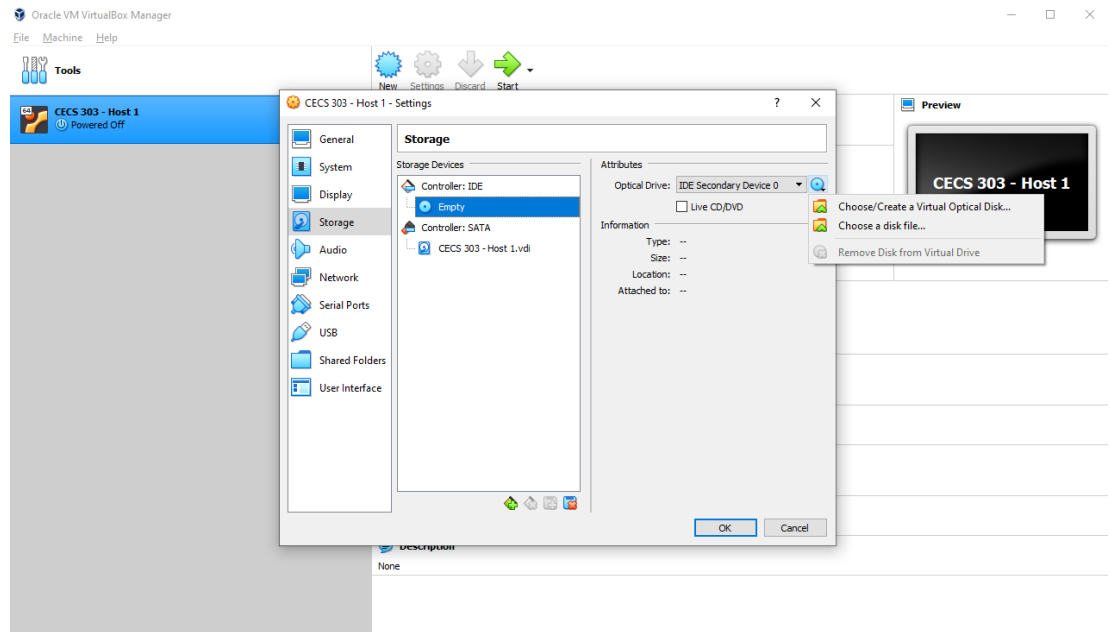 Oracle VM VirtualBox Manager
File Machine Help
Tools
New Settings Discard Start
64
CECS 303 - Host 1
Powered Off
Preview
CECS 303 - Host 1
CECS 303 - Host 1 - Settings
?
General
System
Display
Storage
Audio
Network
Serial Ports
USB
Shared Folders
User Interface
Storage
Storage Devices
Controller: IDE
Empty
Controller: SATA
CECS 303 - Host 1.vdi
Attributes
Optical Drive: IDE Secondary Device 0
Live CD/DVD
Information
Type: --
Size: --
Location: --
Attached to: --
Choose/Create a Virtual Optical Disk...
Choose a disk file...
Remove Disk from Virtual Drive
OK Cancel
Description
None